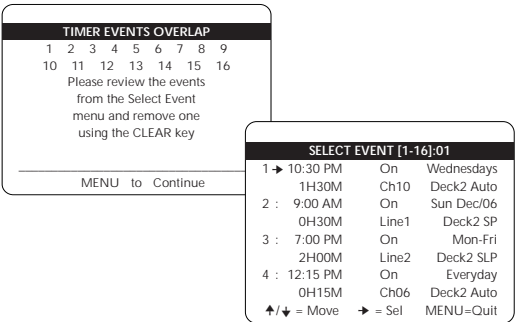 TIMER EVENTS OVERLAP
1 2 3 4 5 6 7 8 9
10 11 12 13 14 15 16
Please review the events
from the Select Event
menu and remove one
using the CLEAR key
MENU to Continue
SELECT EVENT [1-16]:01
1 → 10:30 PM On Wednesdays
1H30M Ch10 Deck2 Auto
2 : 9:00 AM On Sun Dec/06
0H30M Line1 Deck2 SP
3 : 7:00 PM On Mon-Fri
2H00M Line2 Deck2 SLP
4 : 12:15 PM On Everyday
0H15M Ch06 Deck2 Auto
↑/↓ = Move → = Sel MENU=Quit